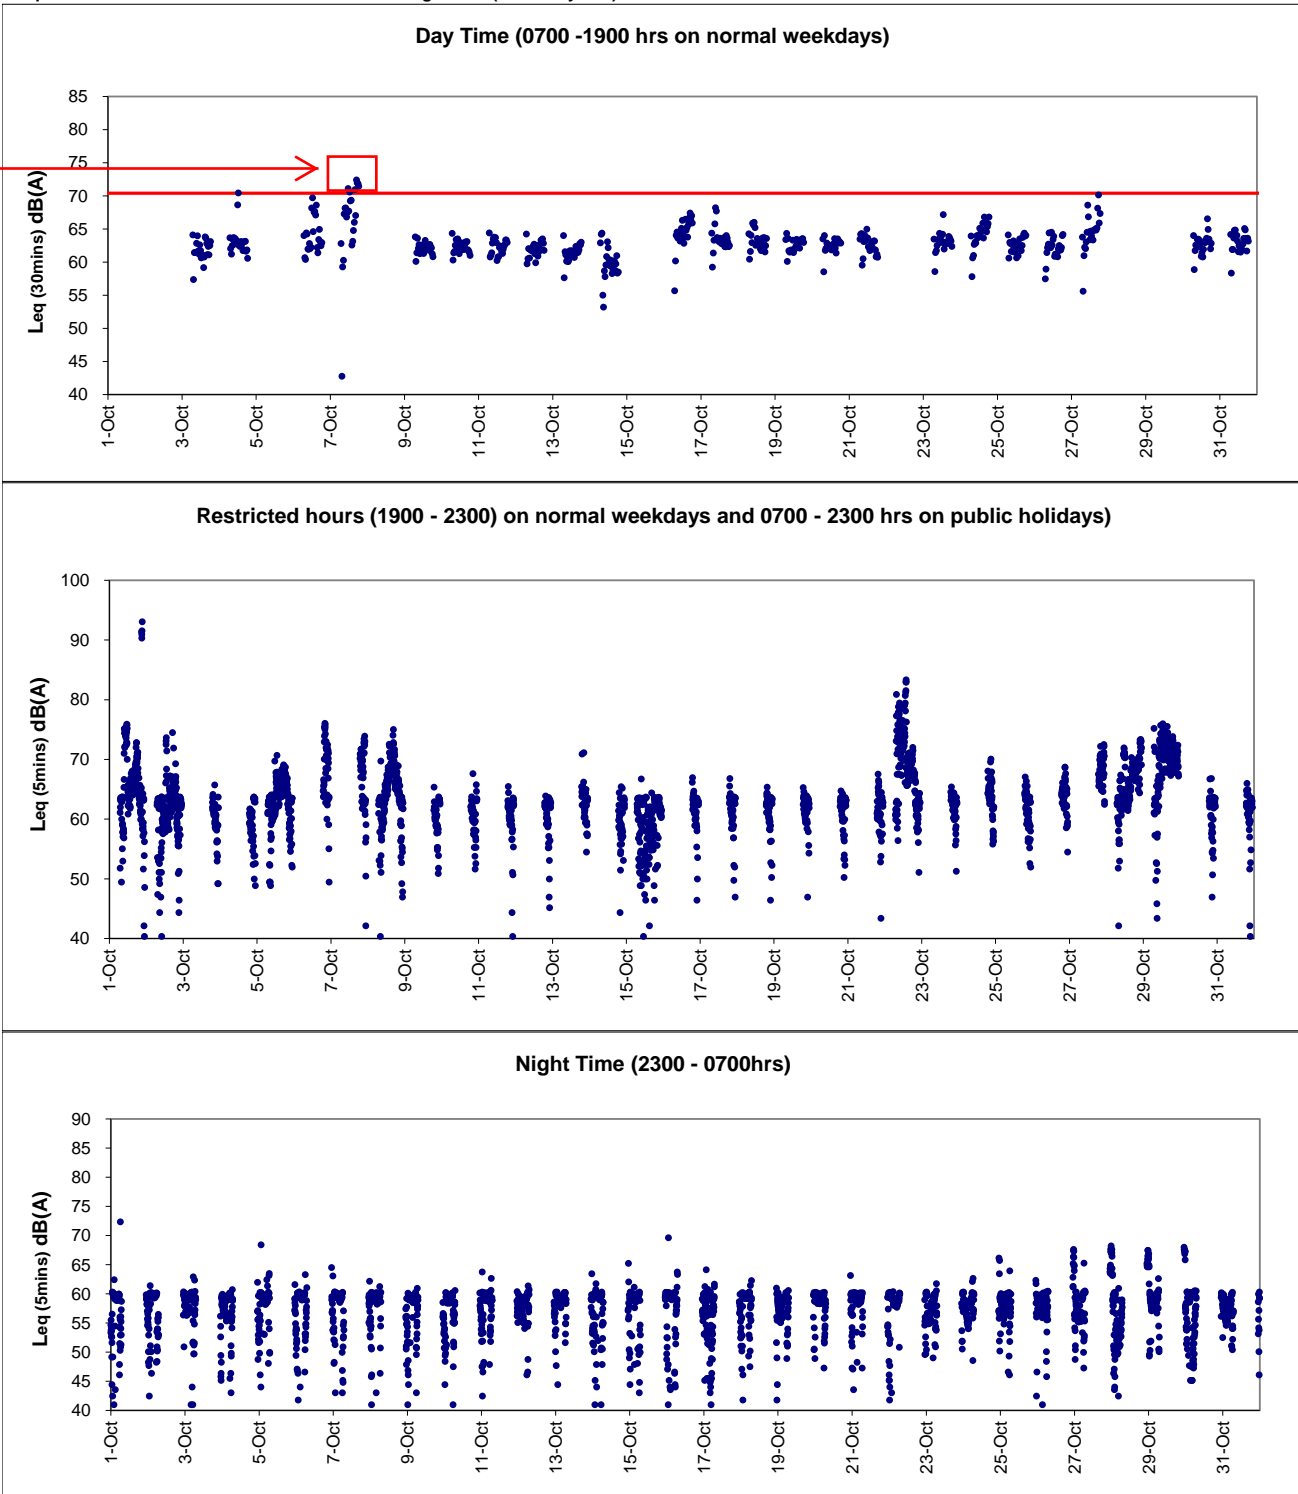 Day Time (0700 -1900 hrs on normal weekdays)
85
80
75
70
65
60
55
50
45
40
Leq (30mins) dB(A)
1-Oct
3-Oct
5-Oct
7-Oct
9-Oct
11-Oct
13-Oct
15-Oct
17-Oct
19-Oct
21-Oct
23-Oct
25-Oct
27-Oct
29-Oct
31-Oct
Restricted hours (1900 - 2300) on normal weekdays and 0700 - 2300 hrs on public holidays)
100
90
80
70
60
50
40
Leq (5mins) dB(A)
1-Oct
3-Oct
5-Oct
7-Oct
9-Oct
11-Oct
13-Oct
15-Oct
17-Oct
19-Oct
21-Oct
23-Oct
25-Oct
27-Oct
29-Oct
31-Oct
Night Time (2300 - 0700hrs)
90
85
80
75
70
65
60
55
50
45
40
Leq (5mins) dB(A)
1-Oct
3-Oct
5-Oct
7-Oct
9-Oct
11-Oct
13-Oct
15-Oct
17-Oct
19-Oct
21-Oct
23-Oct
25-Oct
27-Oct
29-Oct
31-Oct